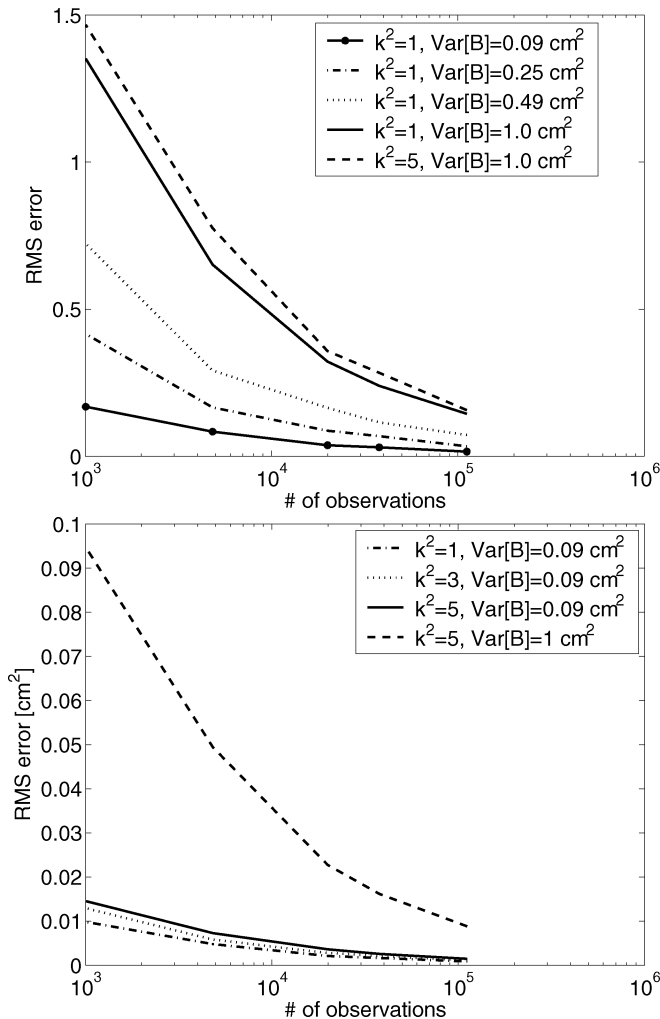 1.5
1
0.5
0
RMS error
k²=1, Var[B]=0.09 cm²
k²=1, Var[B]=0.25 cm²
k²=1, Var[B]=0.49 cm²
k²=1, Var[B]=1.0 cm²
k²=5, Var[B]=1.0 cm²
10³ 10⁴ 10⁵ 10⁶
# of observations
0.1
0.09
0.08
0.07
0.06
0.05
0.04
0.03
0.02
0.01
0
RMS error [cm²]
k²=1, Var[B]=0.09 cm²
k²=3, Var[B]=0.09 cm²
k²=5, Var[B]=0.09 cm²
k²=5, Var[B]=1 cm²
10³ 10⁴ 10⁵ 10⁶
# of observations